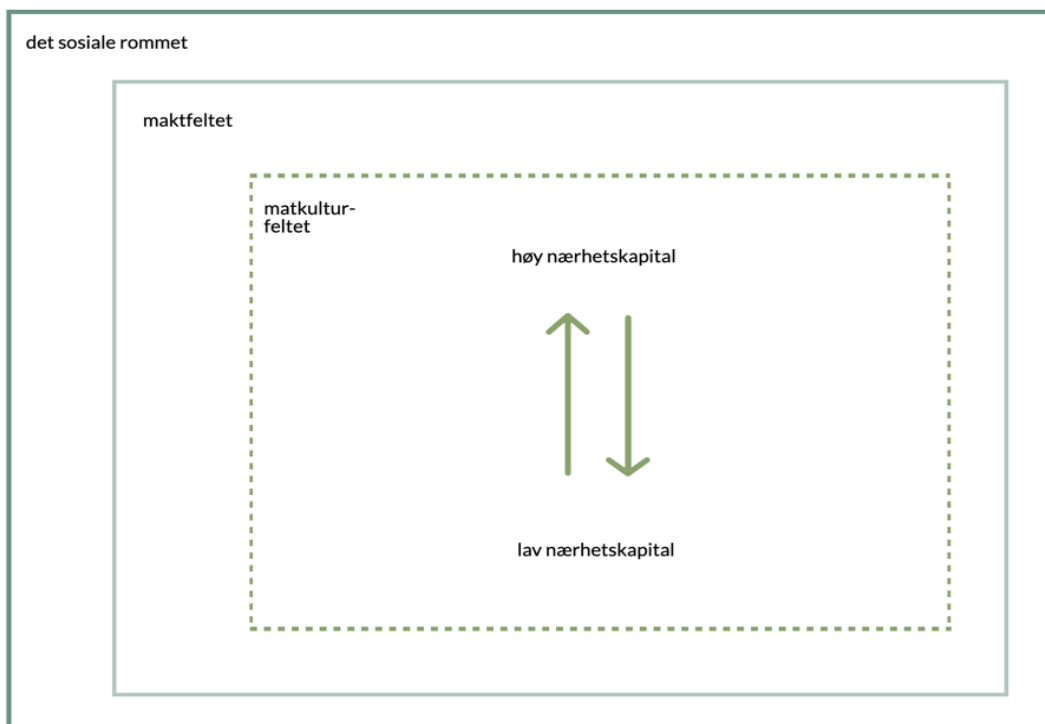 det sosiale rommet
maktfeltet
matkultur-
feltet
høy nærhetskapital
lav nærhetskapital